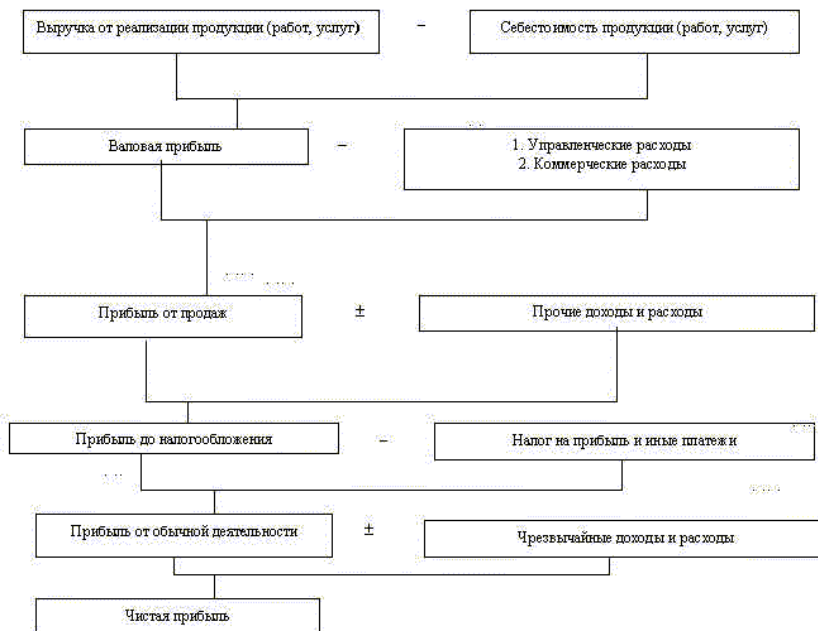 Выручка от реализации продукции (работ, услуг) – Себестоимость продукции (работ, услуг)
Валовая прибыль – 1. Управленческие расходы
2. Коммерческие расходы
Прибыль от продаж ± Прочие доходы и расходы
Прибыль до налогообложения – Налог на прибыль и иные платежи
Прибыль от обычной деятельности ± Чрезвычайные доходы и расходы
Чистая прибыль